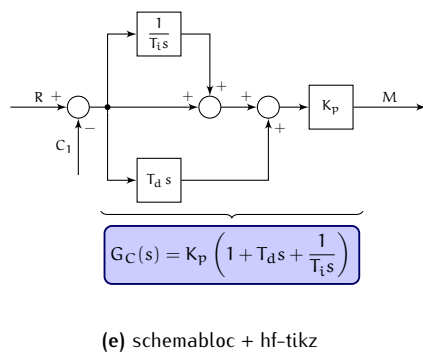 1
T_i s
R + + + + K_p M
−
+ +
C_1
T_d s
G_C(s) = K_p (1 + T_d s + 1/(T_i s))
(e) schemabloc + hf-tikz